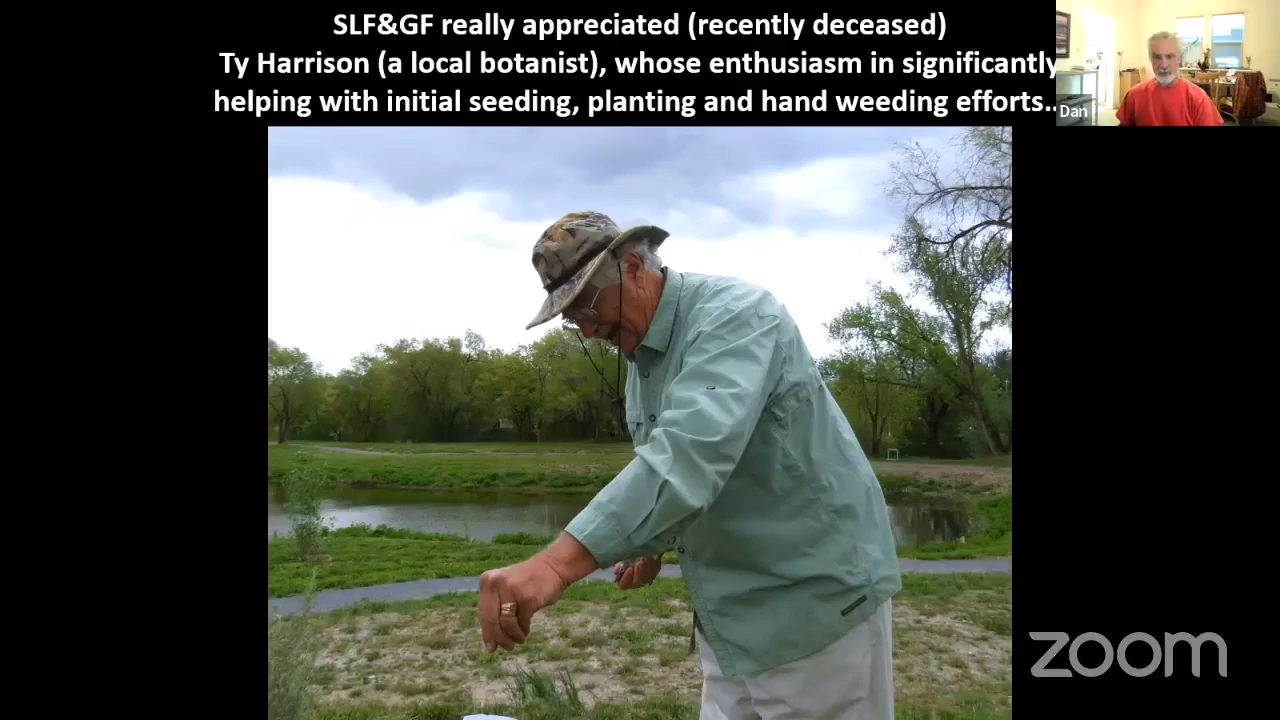 SLF&GF really appreciated (recently deceased)
Ty Harrison (a local botanist), whose enthusiasm in significantly
helping with initial seeding, planting and hand weeding efforts..
Dan
zoom